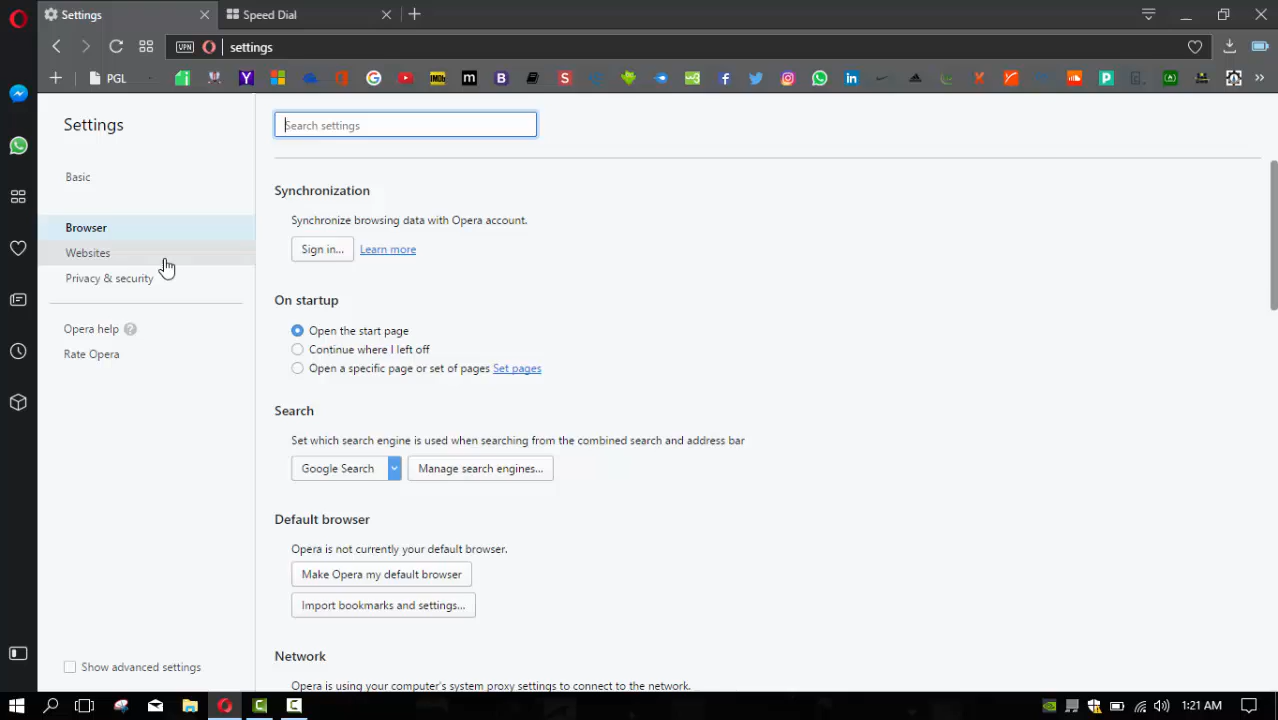 Settings
Speed Dial
VPN
settings
PGL
Y
IMDb
m
B
S
Settings
Search settings
Basic
Browser
Websites
Privacy & security
Opera help ?
Rate Opera
Show advanced settings
Synchronization
Synchronize browsing data with Opera account.
Sign in...
Learn more
On startup
Open the start page
Continue where I left off
Open a specific page or set of pages Set pages
Search
Set which search engine is used when searching from the combined search and address bar
Google Search
Manage search engines...
Default browser
Opera is not currently your default browser.
Make Opera my default browser
Import bookmarks and settings...
Network
Opera is using your computer's system proxy settings to connect to the network.
1:21 AM